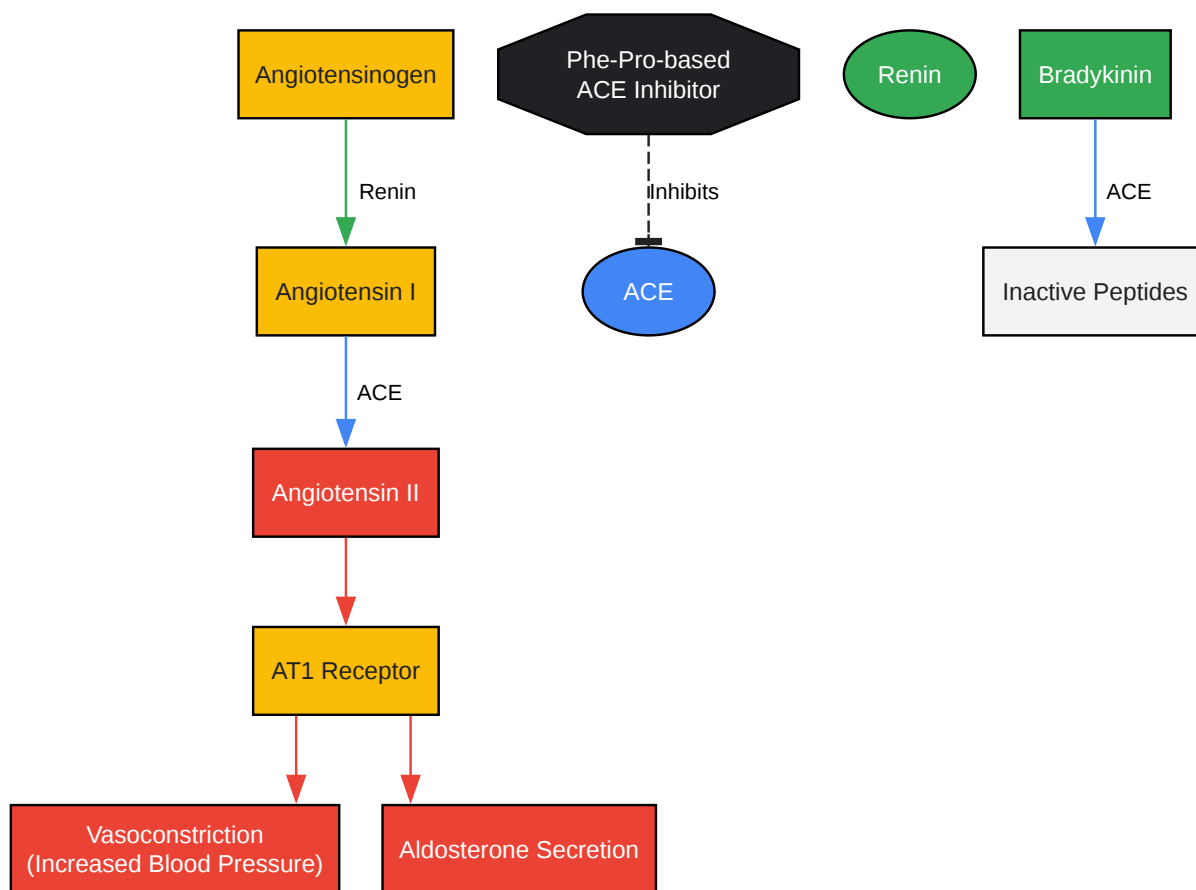 Angiotensinogen
Phe-Pro-based
ACE Inhibitor
Renin
Bradykinin
Renin
Inhibits
ACE
Angiotensin I
ACE
Inactive Peptides
ACE
Angiotensin II
AT1 Receptor
Vasoconstriction
(Increased Blood Pressure)
Aldosterone Secretion